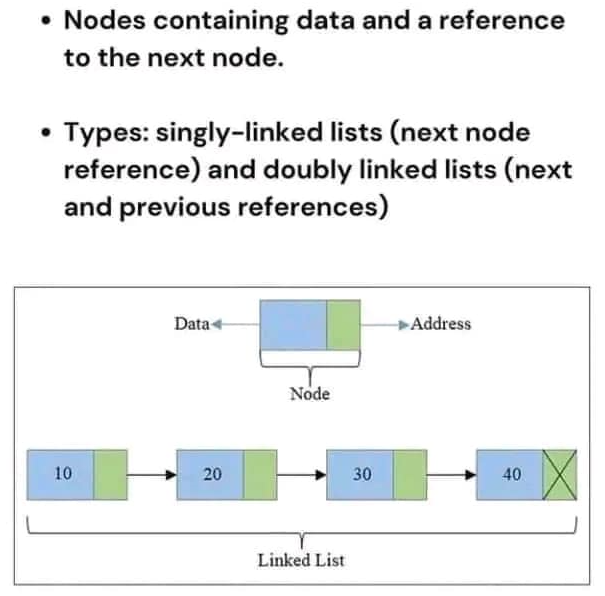 • Nodes containing data and a reference
to the next node.
• Types: singly-linked lists (next node
reference) and doubly linked lists (next
and previous references)
Data
Address
Node
10
20
30
40
Linked List